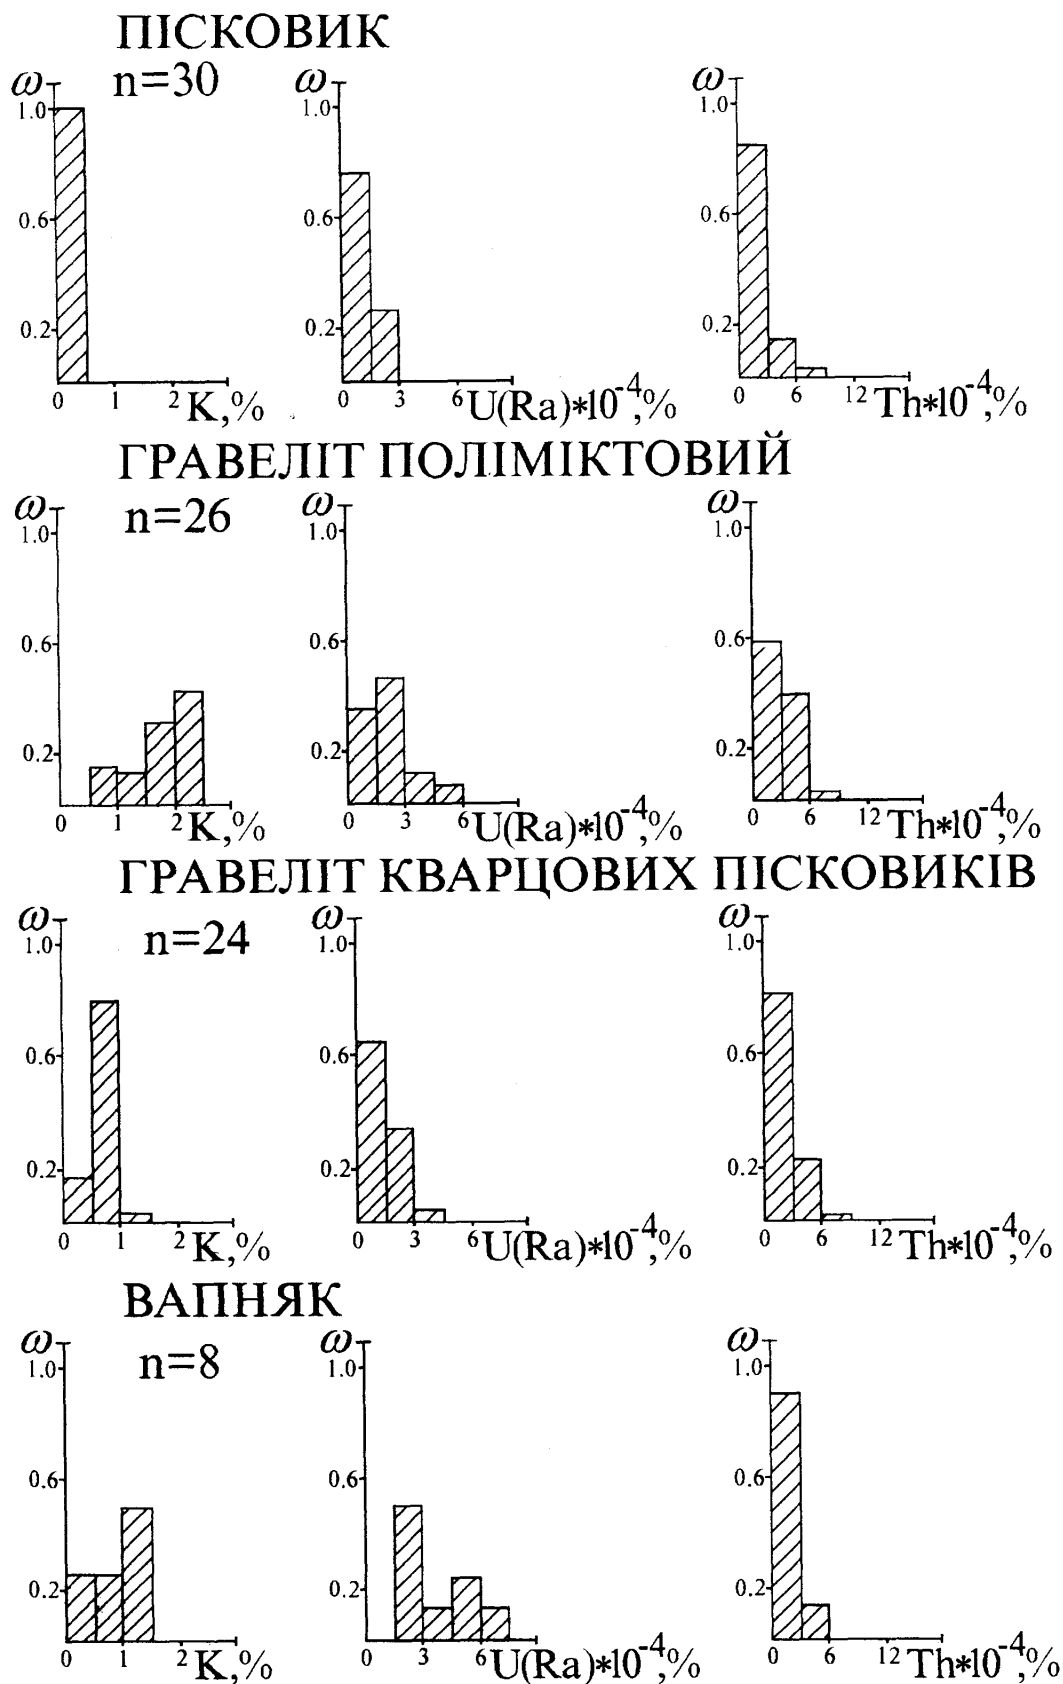 ПІСКОВИК
n=30
ω ω ω
1.0 1.0 1.0
0.6 0.6 0.6
0.2 0.2 0.2
0 1 2 K,% 0 3 6 U(Ra)*10⁻⁴,% 0 6 12 Th*10⁻⁴,%
ГРАВЕЛІТ ПОЛІМІКТОВИЙ
n=26
ω ω ω
1.0 1.0 1.0
0.6 0.6 0.6
0.2 0.2 0.2
0 1 2 K,% 0 3 6 U(Ra)*10⁻⁴,% 0 6 12 Th*10⁻⁴,%
ГРАВЕЛІТ КВАРЦОВИХ ПІСКОВИКІВ
n=24
ω ω ω
1.0 1.0 1.0
0.6 0.6 0.6
0.2 0.2 0.2
0 1 2 K,% 0 3 6 U(Ra)*10⁻⁴,% 0 6 12 Th*10⁻⁴,%
ВАПНЯК
n=8
ω ω ω
1.0 1.0 1.0
0.6 0.6 0.6
0.2 0.2 0.2
0 1 2 K,% 0 3 6 U(Ra)*10⁻⁴,% 0 6 12 Th*10⁻⁴,%